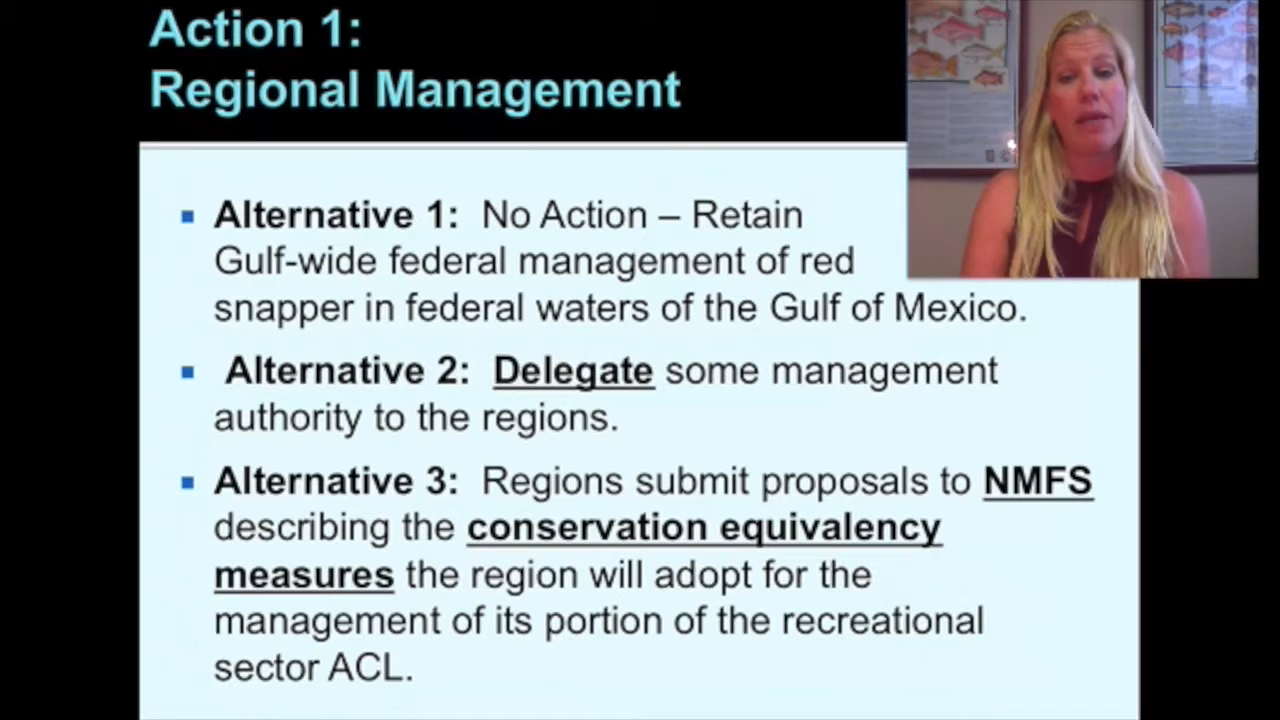 Action 1:
Regional Management
▪ Alternative 1: No Action – Retain
Gulf-wide federal management of red
snapper in federal waters of the Gulf of Mexico.
▪ Alternative 2: Delegate some management
authority to the regions.
▪ Alternative 3: Regions submit proposals to NMFS
describing the conservation equivalency
measures the region will adopt for the
management of its portion of the recreational
sector ACL.